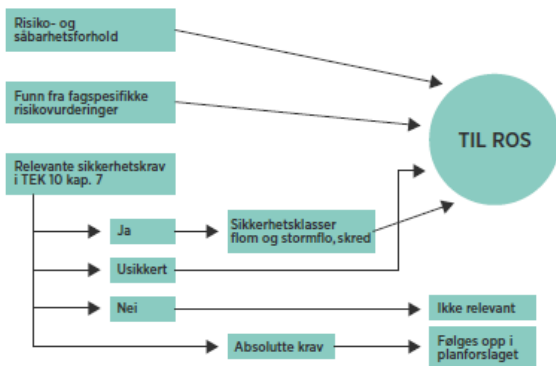 Risiko- og
såbarhetsforhold
Funn fra fagspesifikke
risikovurderinger
TIL ROS
Relevante sikkerhetskrav
i TEK 10 kap. 7
Ja
Sikkerhetsklasser
flom og stormflo, skred
Usikkert
Nei
Ikke relevant
Absolutte krav
Følges opp i
planforslaget